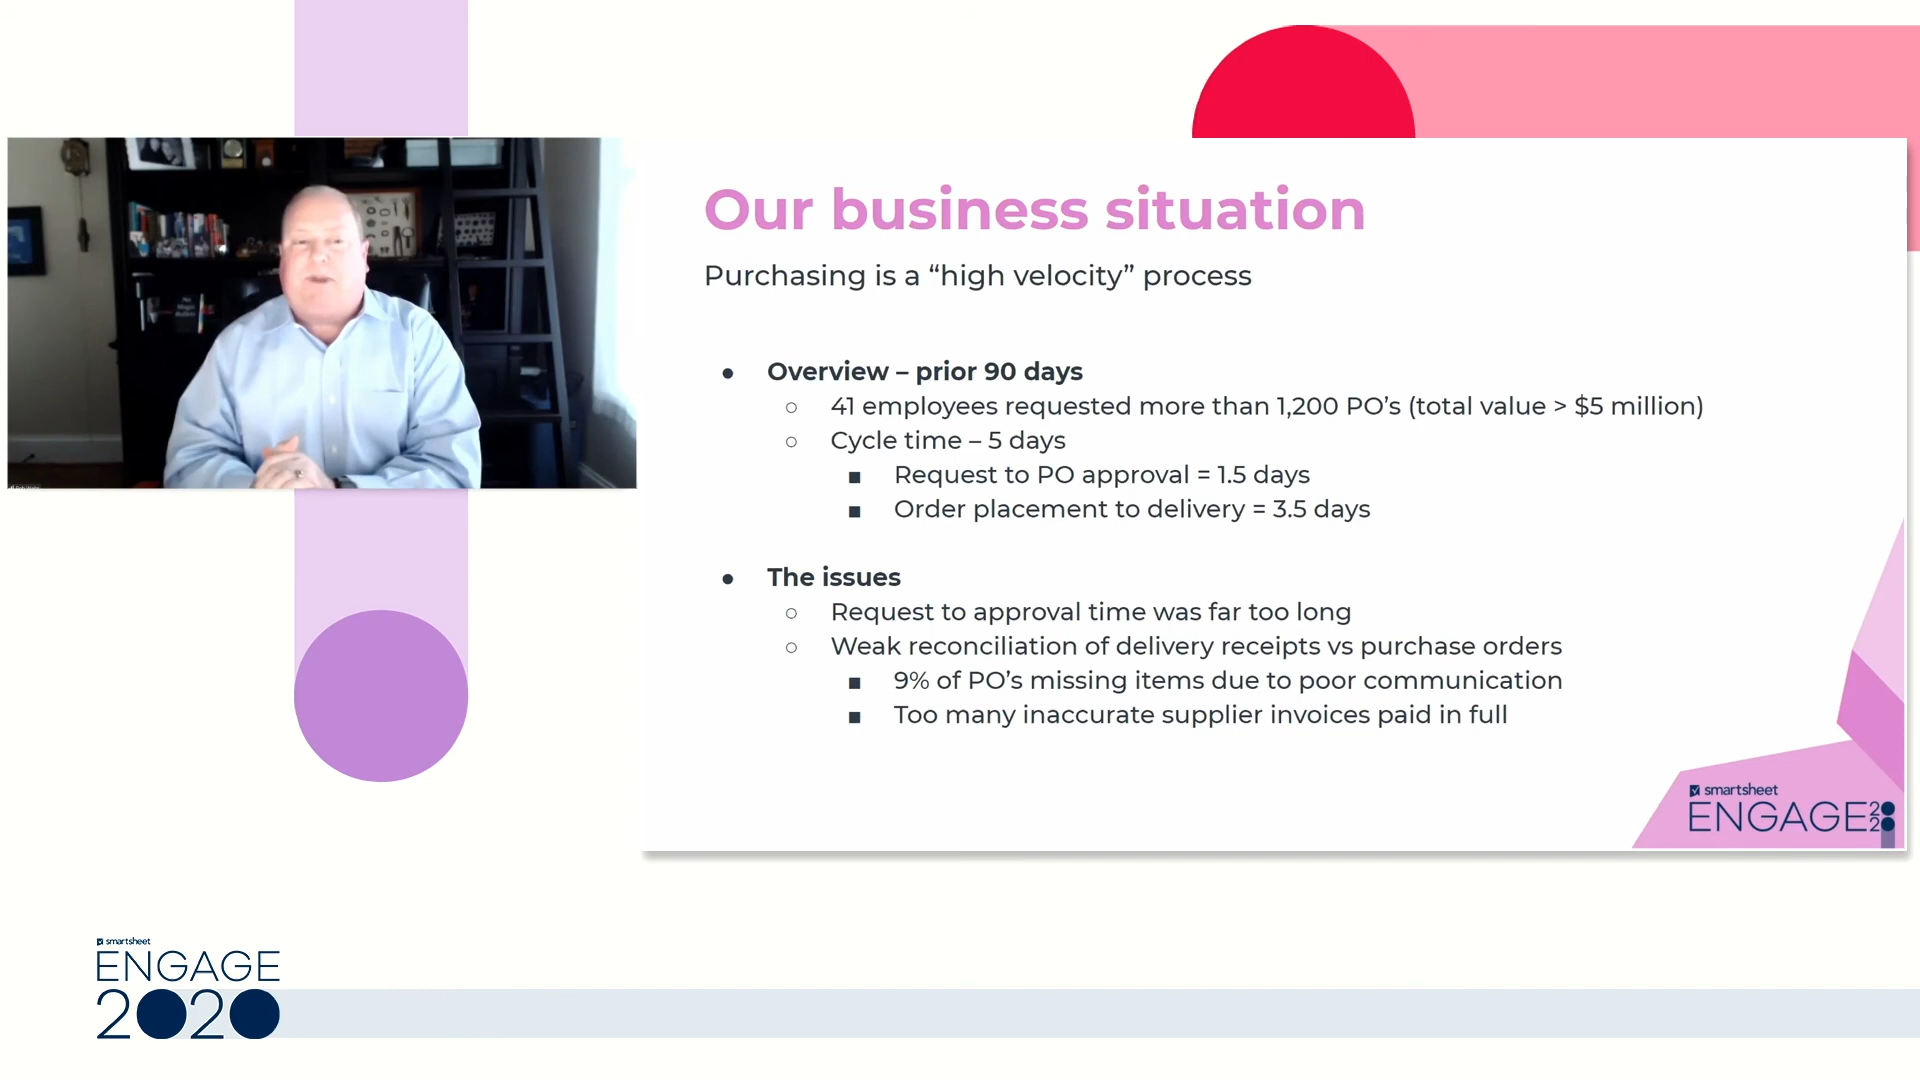 Our business situation
Purchasing is a “high velocity” process
● Overview – prior 90 days
○ 41 employees requested more than 1,200 PO’s (total value > $5 million)
○ Cycle time – 5 days
■ Request to PO approval = 1.5 days
■ Order placement to delivery = 3.5 days
● The issues
○ Request to approval time was far too long
○ Weak reconciliation of delivery receipts vs purchase orders
■ 9% of PO’s missing items due to poor communication
■ Too many inaccurate supplier invoices paid in full
smartsheet
ENGAGE 2020
smartsheet
ENGAGE
2020